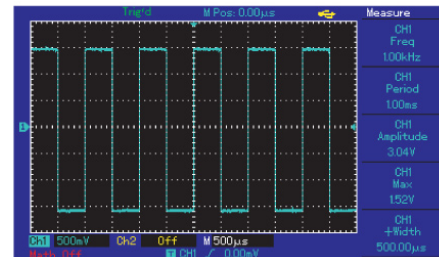 Trig'd M Pos: 0.00µs Measure
CH1
Freq
1.00kHz
CH1
Period
1.00ms
CH1
Amplitude
3.04V
CH1
Max
1.52V
CH1
+Width
500.00µs
1
Ch1 500mV Ch2 Off M 500µs
Math Off T CH1 0.00mV